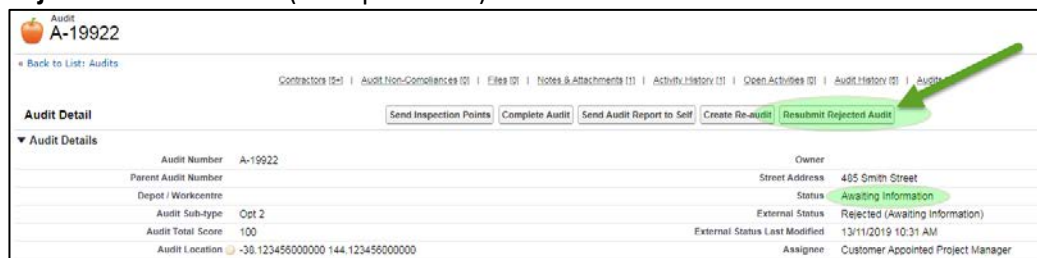 Audit
A-19922
« Back to List: Audits
Contractors [5+] | Audit Non-Compliances [0] | Files [0] | Notes & Attachments [1] | Activity History [1] | Open Activities [0] | Audit History [5] | Audits
Audit Detail Send Inspection Points Complete Audit Send Audit Report to Self Create Re-audit Resubmit Rejected Audit
Audit Details
Audit Number A-19922 Owner
Parent Audit Number Street Address 485 Smith Street
Depot / Workcentre Status Awaiting Information
Audit Sub-type Opt 2 External Status Rejected (Awaiting Information)
Audit Total Score 100 External Status Last Modified 13/11/2019 10:31 AM
Audit Location -38.123456000000 144.123456000000 Assignee Customer Appointed Project Manager